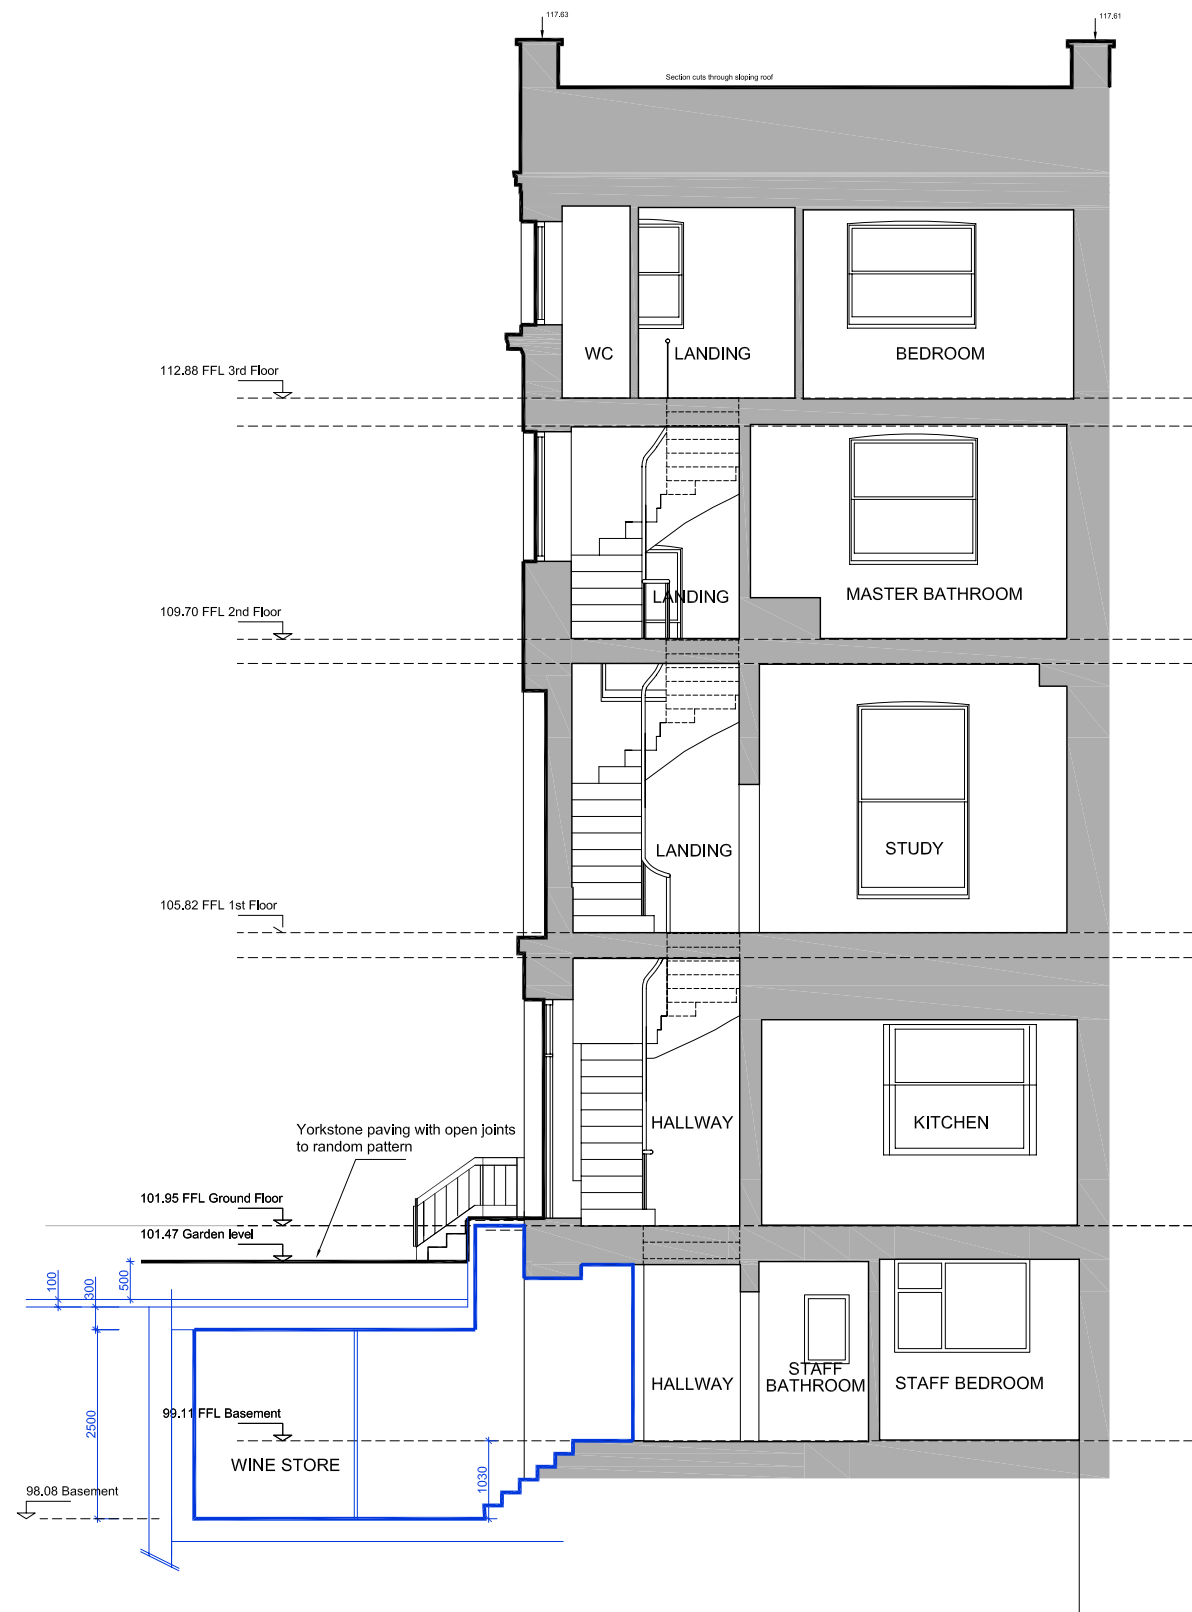 117.63
117.61
Section cuts through sloping roof
WC
LANDING
BEDROOM
112.88 FFL 3rd Floor
LANDING
MASTER BATHROOM
109.70 FFL 2nd Floor
LANDING
STUDY
105.82 FFL 1st Floor
HALLWAY
KITCHEN
Yorkstone paving with open joints
to random pattern
101.95 FFL Ground Floor
101.47 Garden level
100
300
500
HALLWAY
STAFF
BATHROOM
STAFF BEDROOM
99.11 FFL Basement
2500
WINE STORE
1030
98.08 Basement